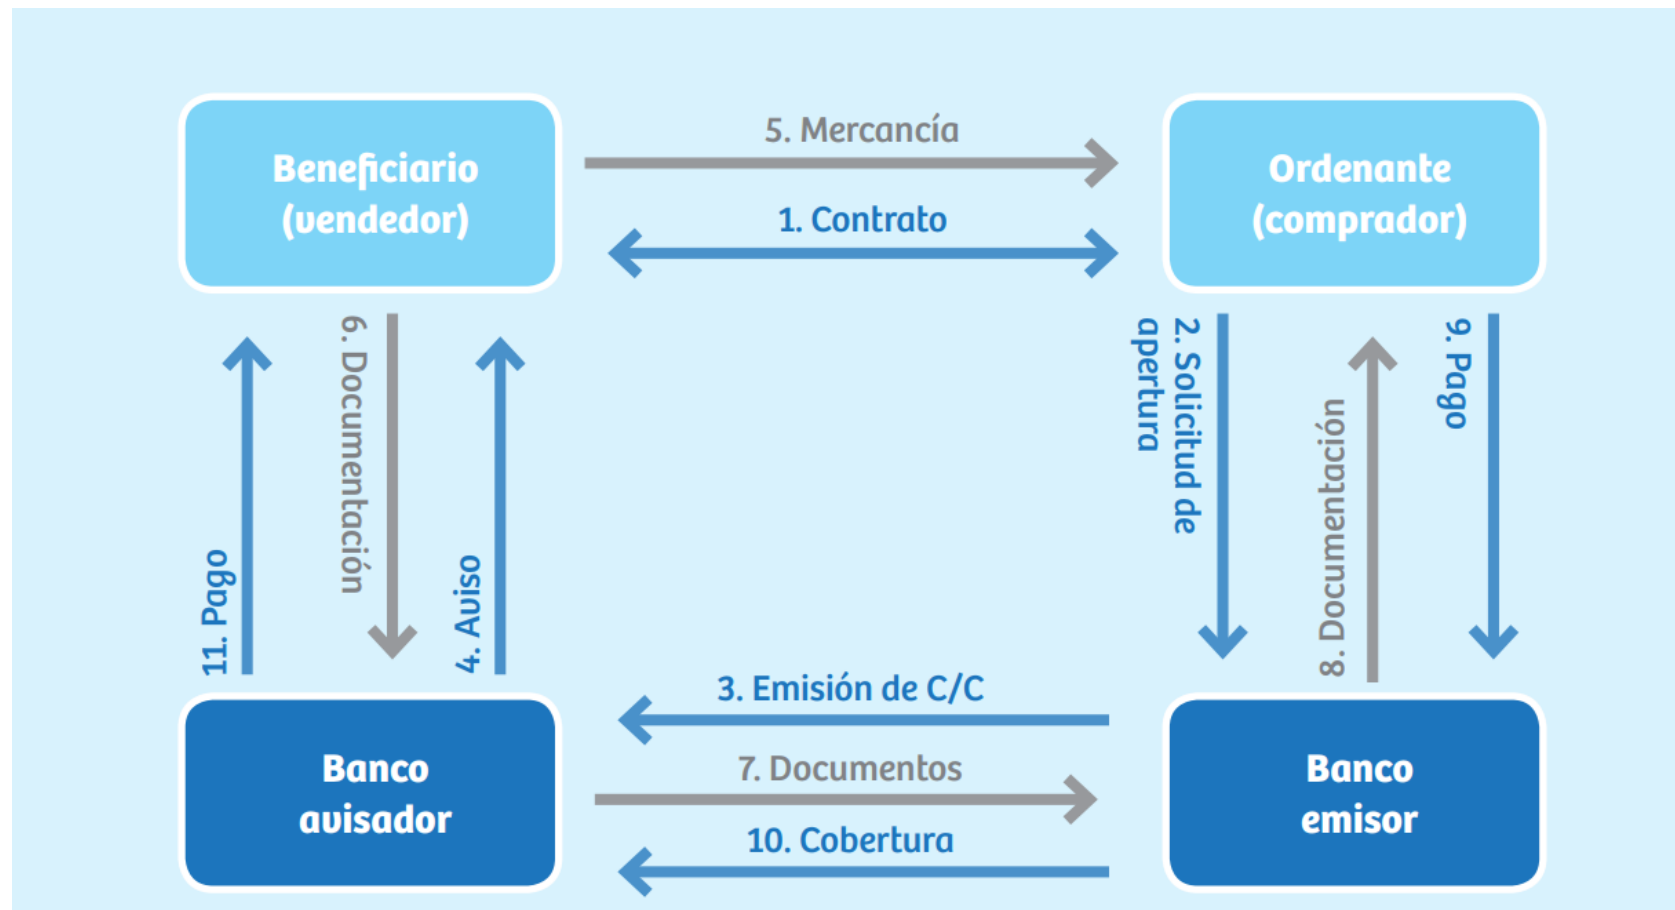 5. Mercancía
Beneficiario
(vendedor)
Ordenante
(comprador)
1. Contrato
11. Pago
6. Documentación
4. Aviso
2. Solicitud de
apertura
8. Documentación
9. Pago
3. Emisión de C/C
7. Documentos
10. Cobertura
Banco
avisador
Banco
emisor